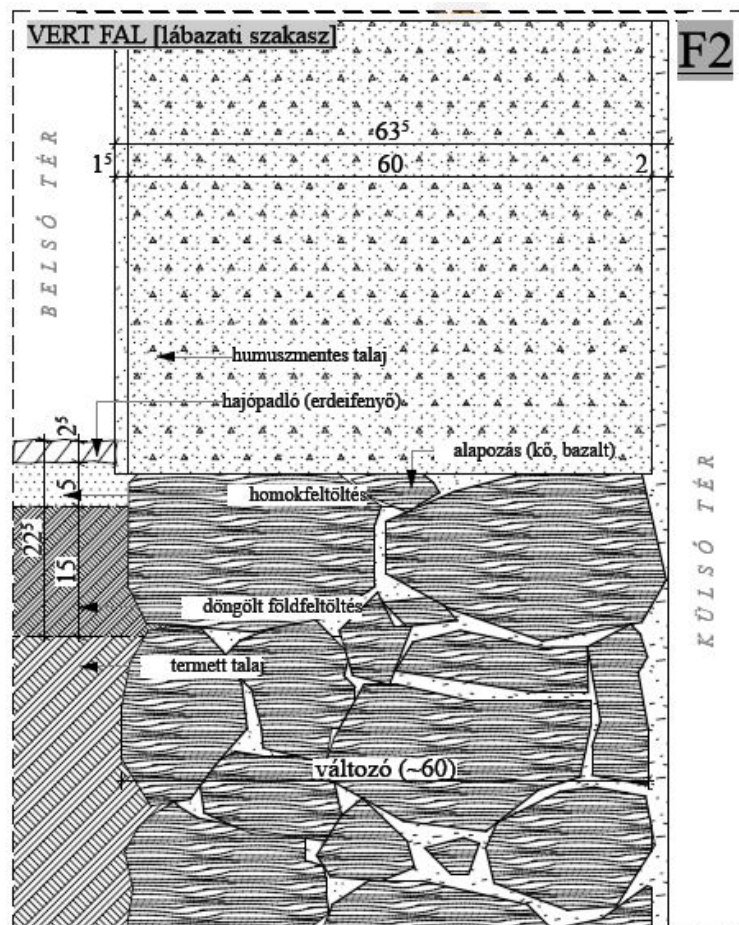 VERT FAL [lábazati szakasz]
F2
63⁵
1⁵ 60 2
BELSŐ TÉR
humuszmentes talaj
hajópadló (erdeifenyő)
2⁵
alapozás (kő, bazalt)
5
homokfeltöltés
22⁵
15
döngölt földfeltöltés
termett talaj
KÜLSŐ TÉR
változó (~60)